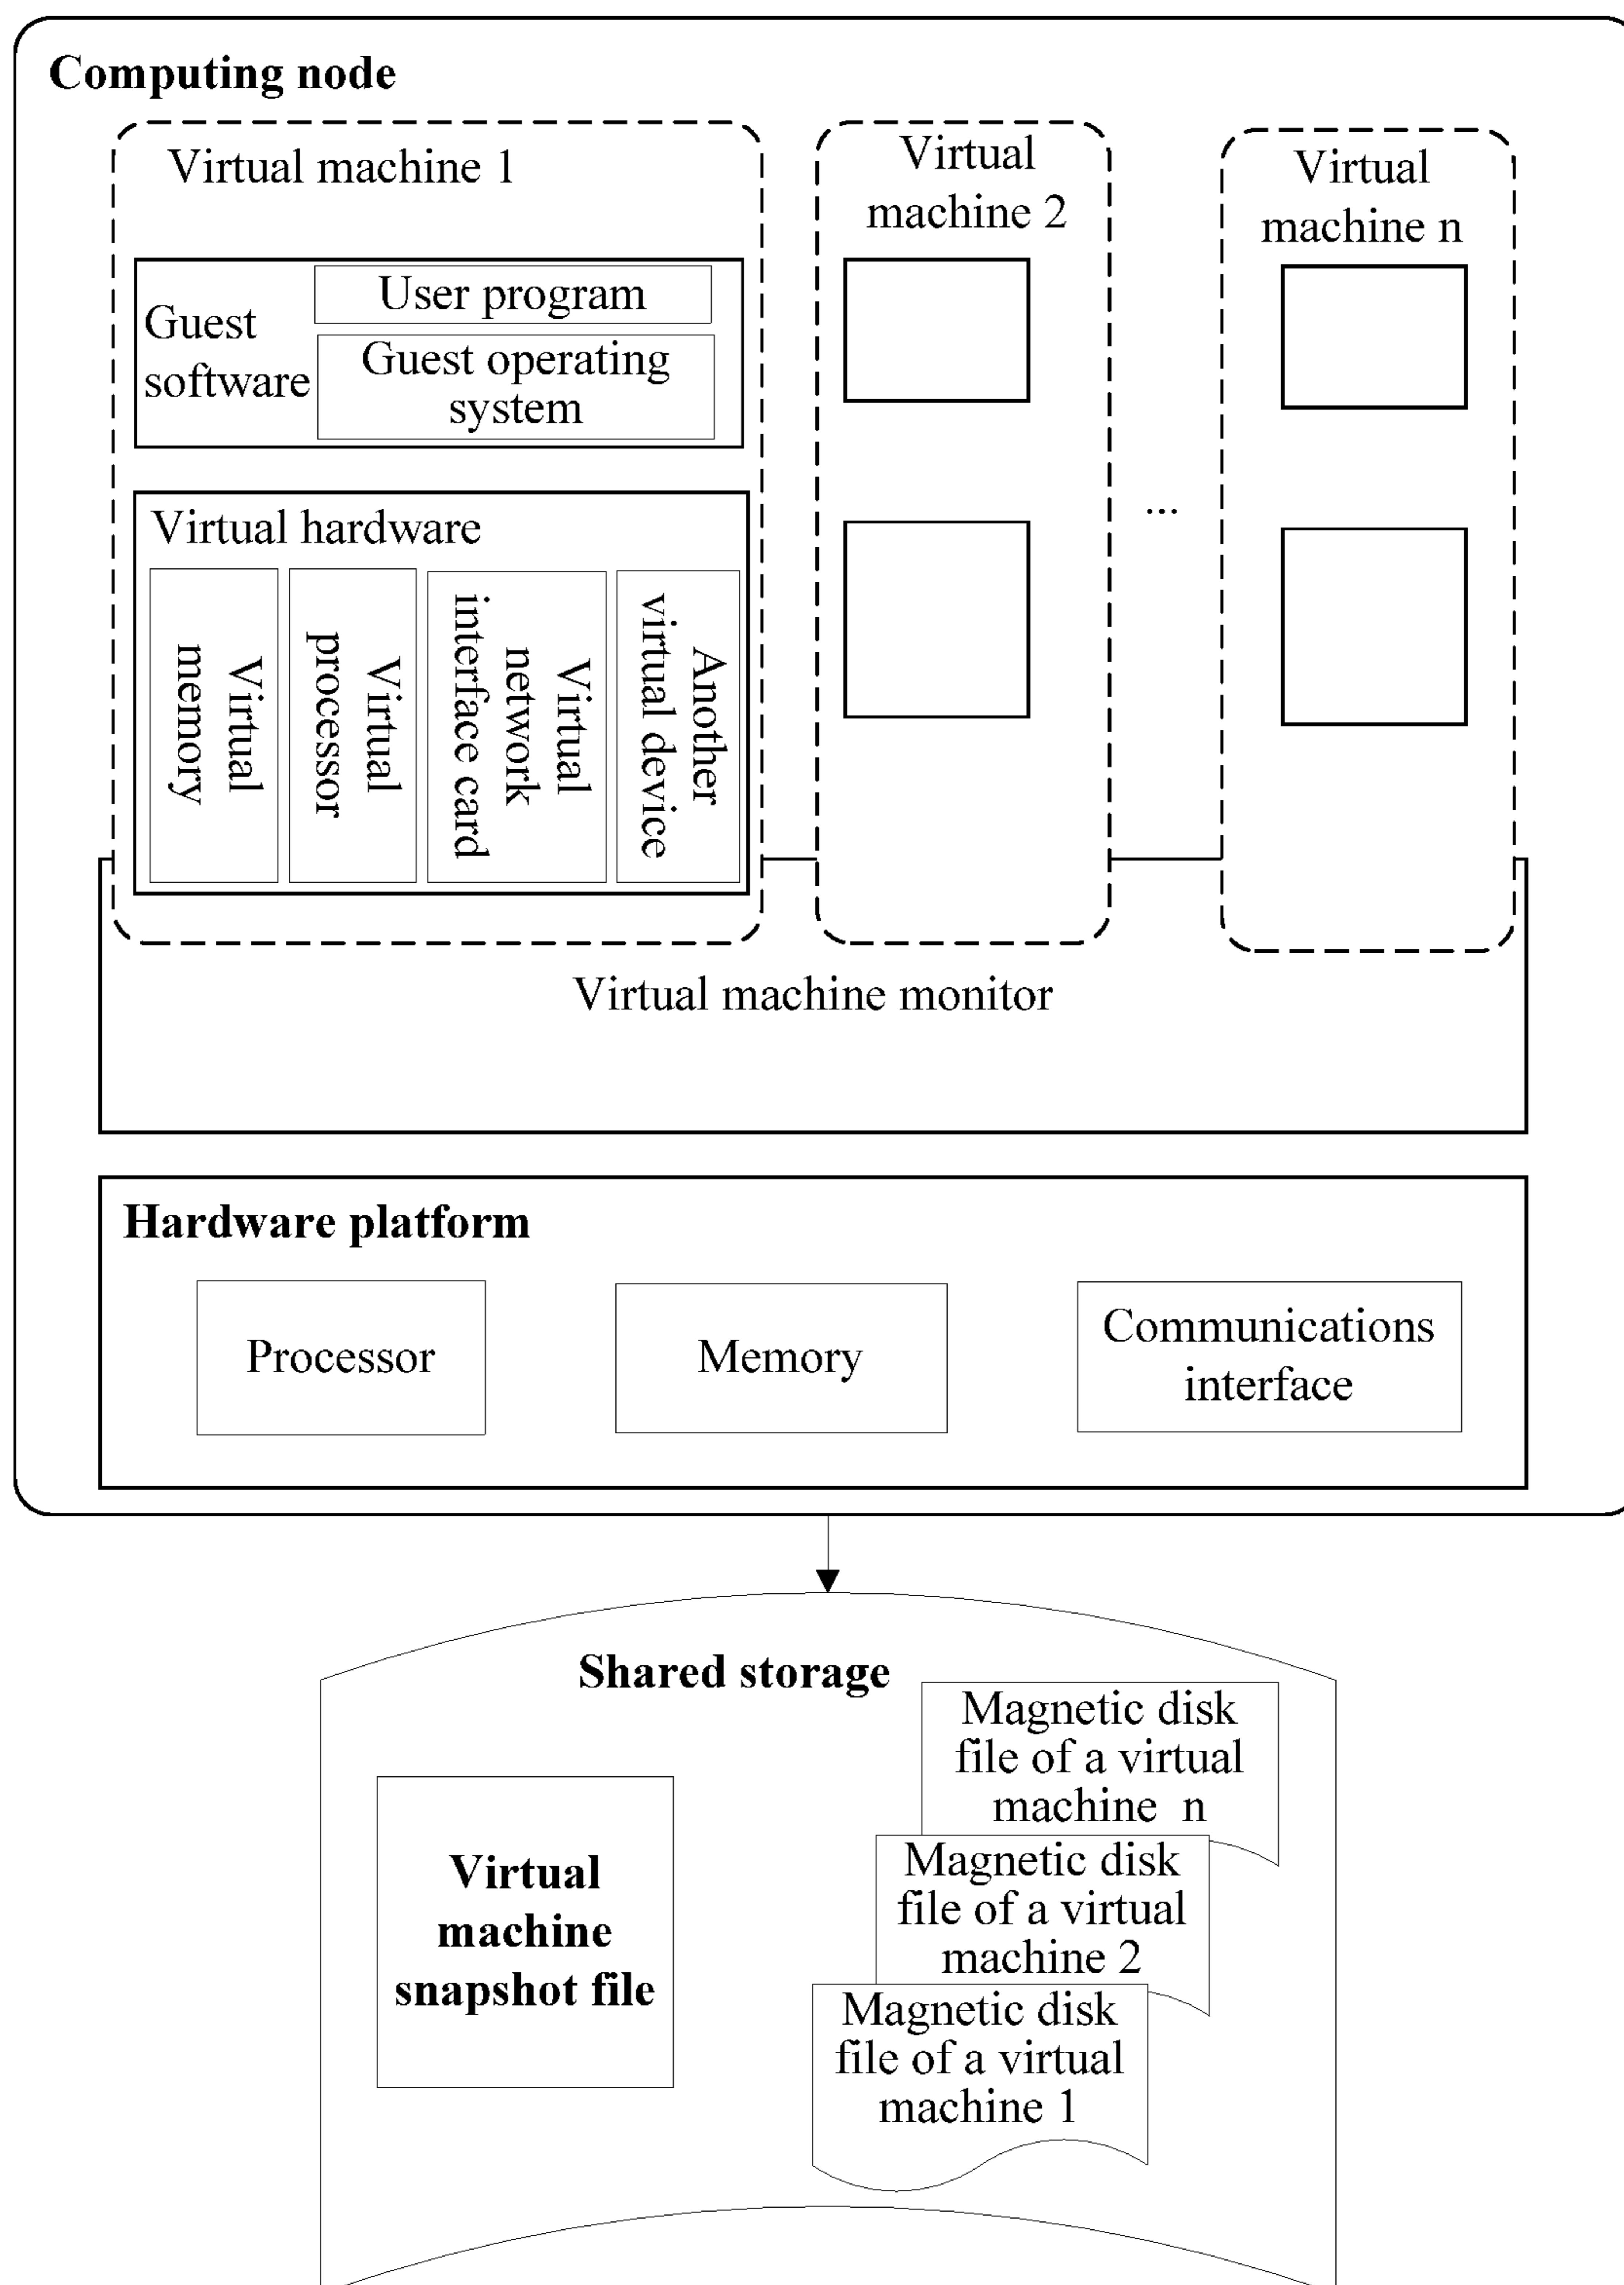 Computing node
Virtual machine 1
Virtual
machine 2
Virtual
machine n
Guest
software
User program
Guest operating
system
...
Virtual hardware
Virtual
memory
Virtual
processor
Virtual
network
interface card
Another
virtual device
Virtual machine monitor
Hardware platform
Processor
Memory
Communications
interface
Shared storage
Virtual
machine
snapshot file
Magnetic disk
file of a virtual
machine n
Magnetic disk
file of a virtual
machine 2
Magnetic disk
file of a virtual
machine 1